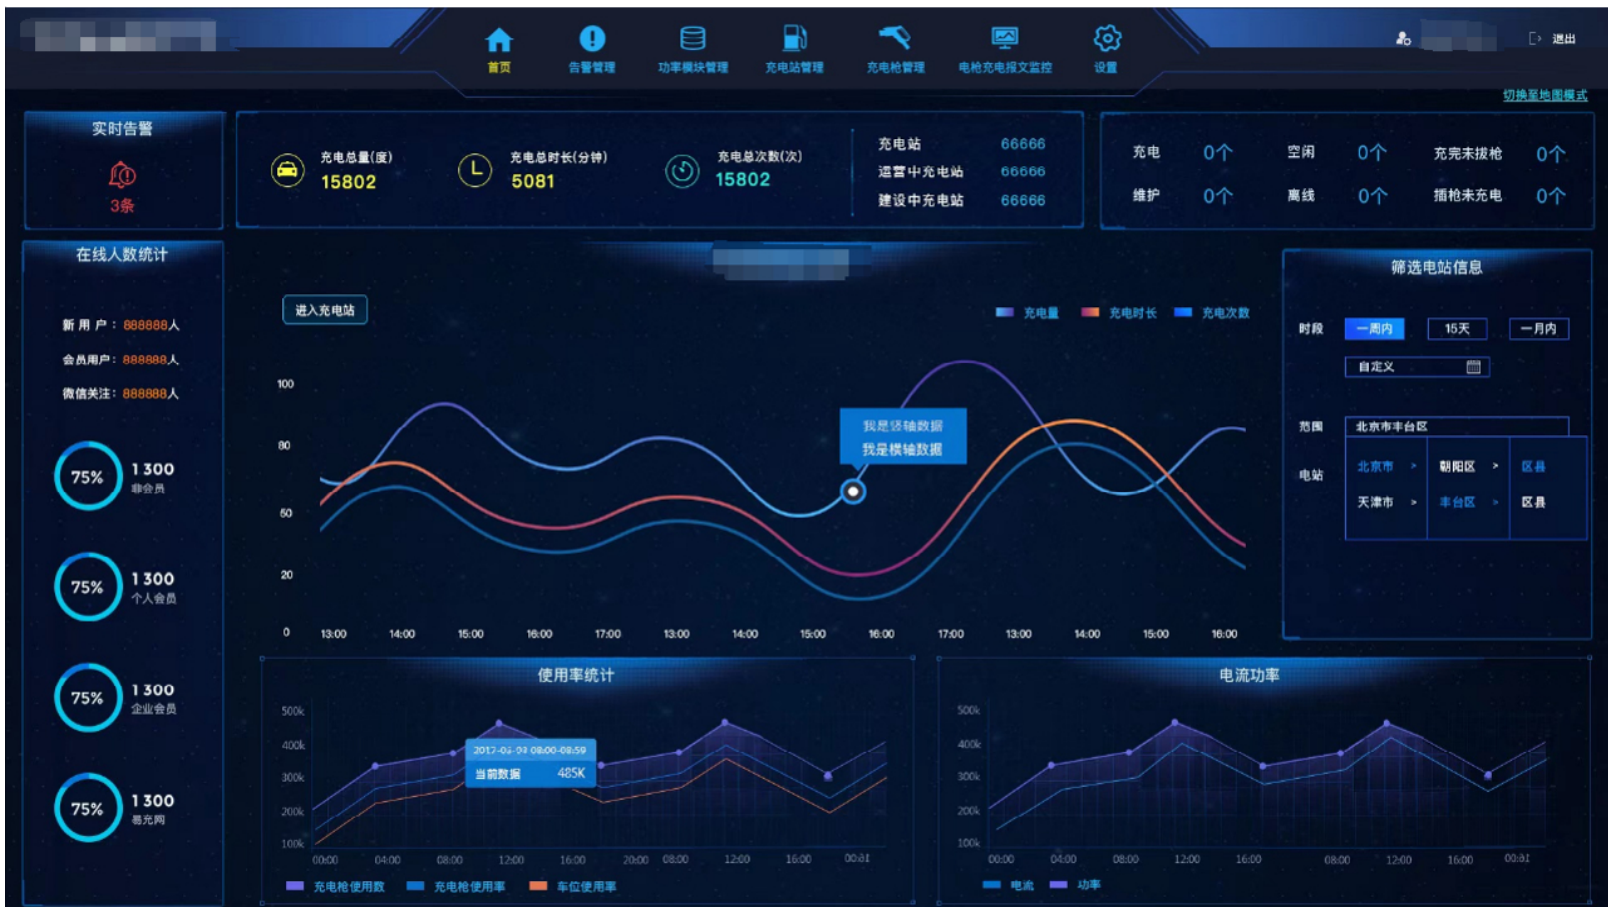 首页
告警管理
功率模块管理
充电站管理
充电枪管理
电枪充电报文监控
设置
退出
切换至地图模式
实时告警
3条
充电总量(度)
15802
充电总时长(分钟)
5081
充电总次数(次)
15802
充电站 66666
运营中充电站 66666
建设中充电站 66666
充电 0个 空闲 0个 充完未拔枪 0个
维护 0个 离线 0个 插枪未充电 0个
在线人数统计
新用户：888888人
会员用户：888888人
微信关注：888888人
75% 1300
非会员
75% 1300
个人会员
75% 1300
企业会员
75% 1300
易充网
进入充电站
充电量 充电时长 充电次数
100
80
50
20
0
我是竖轴数据
我是横轴数据
13:00 14:00 15:00 16:00 17:00 13:00 14:00 15:00 16:00 17:00 13:00 14:00 15:00 16:00
筛选电站信息
时段 一周内 15天 一月内
自定义
范围 北京市丰台区
电站
北京市 > 朝阳区 > 区县
天津市 > 丰台区 > 区县
使用率统计
500k
400k
300k
200k
100k
当前数据 485K
00:00 04:00 08:00 12:00 16:00 20:00 08:00 12:00 16:00
充电枪使用数 充电枪使用率 车位使用率
电流功率
500k
400k
300k
200k
100k
00:00 04:00 08:00 12:00 16:00 08:00 12:00 16:00
电流 功率